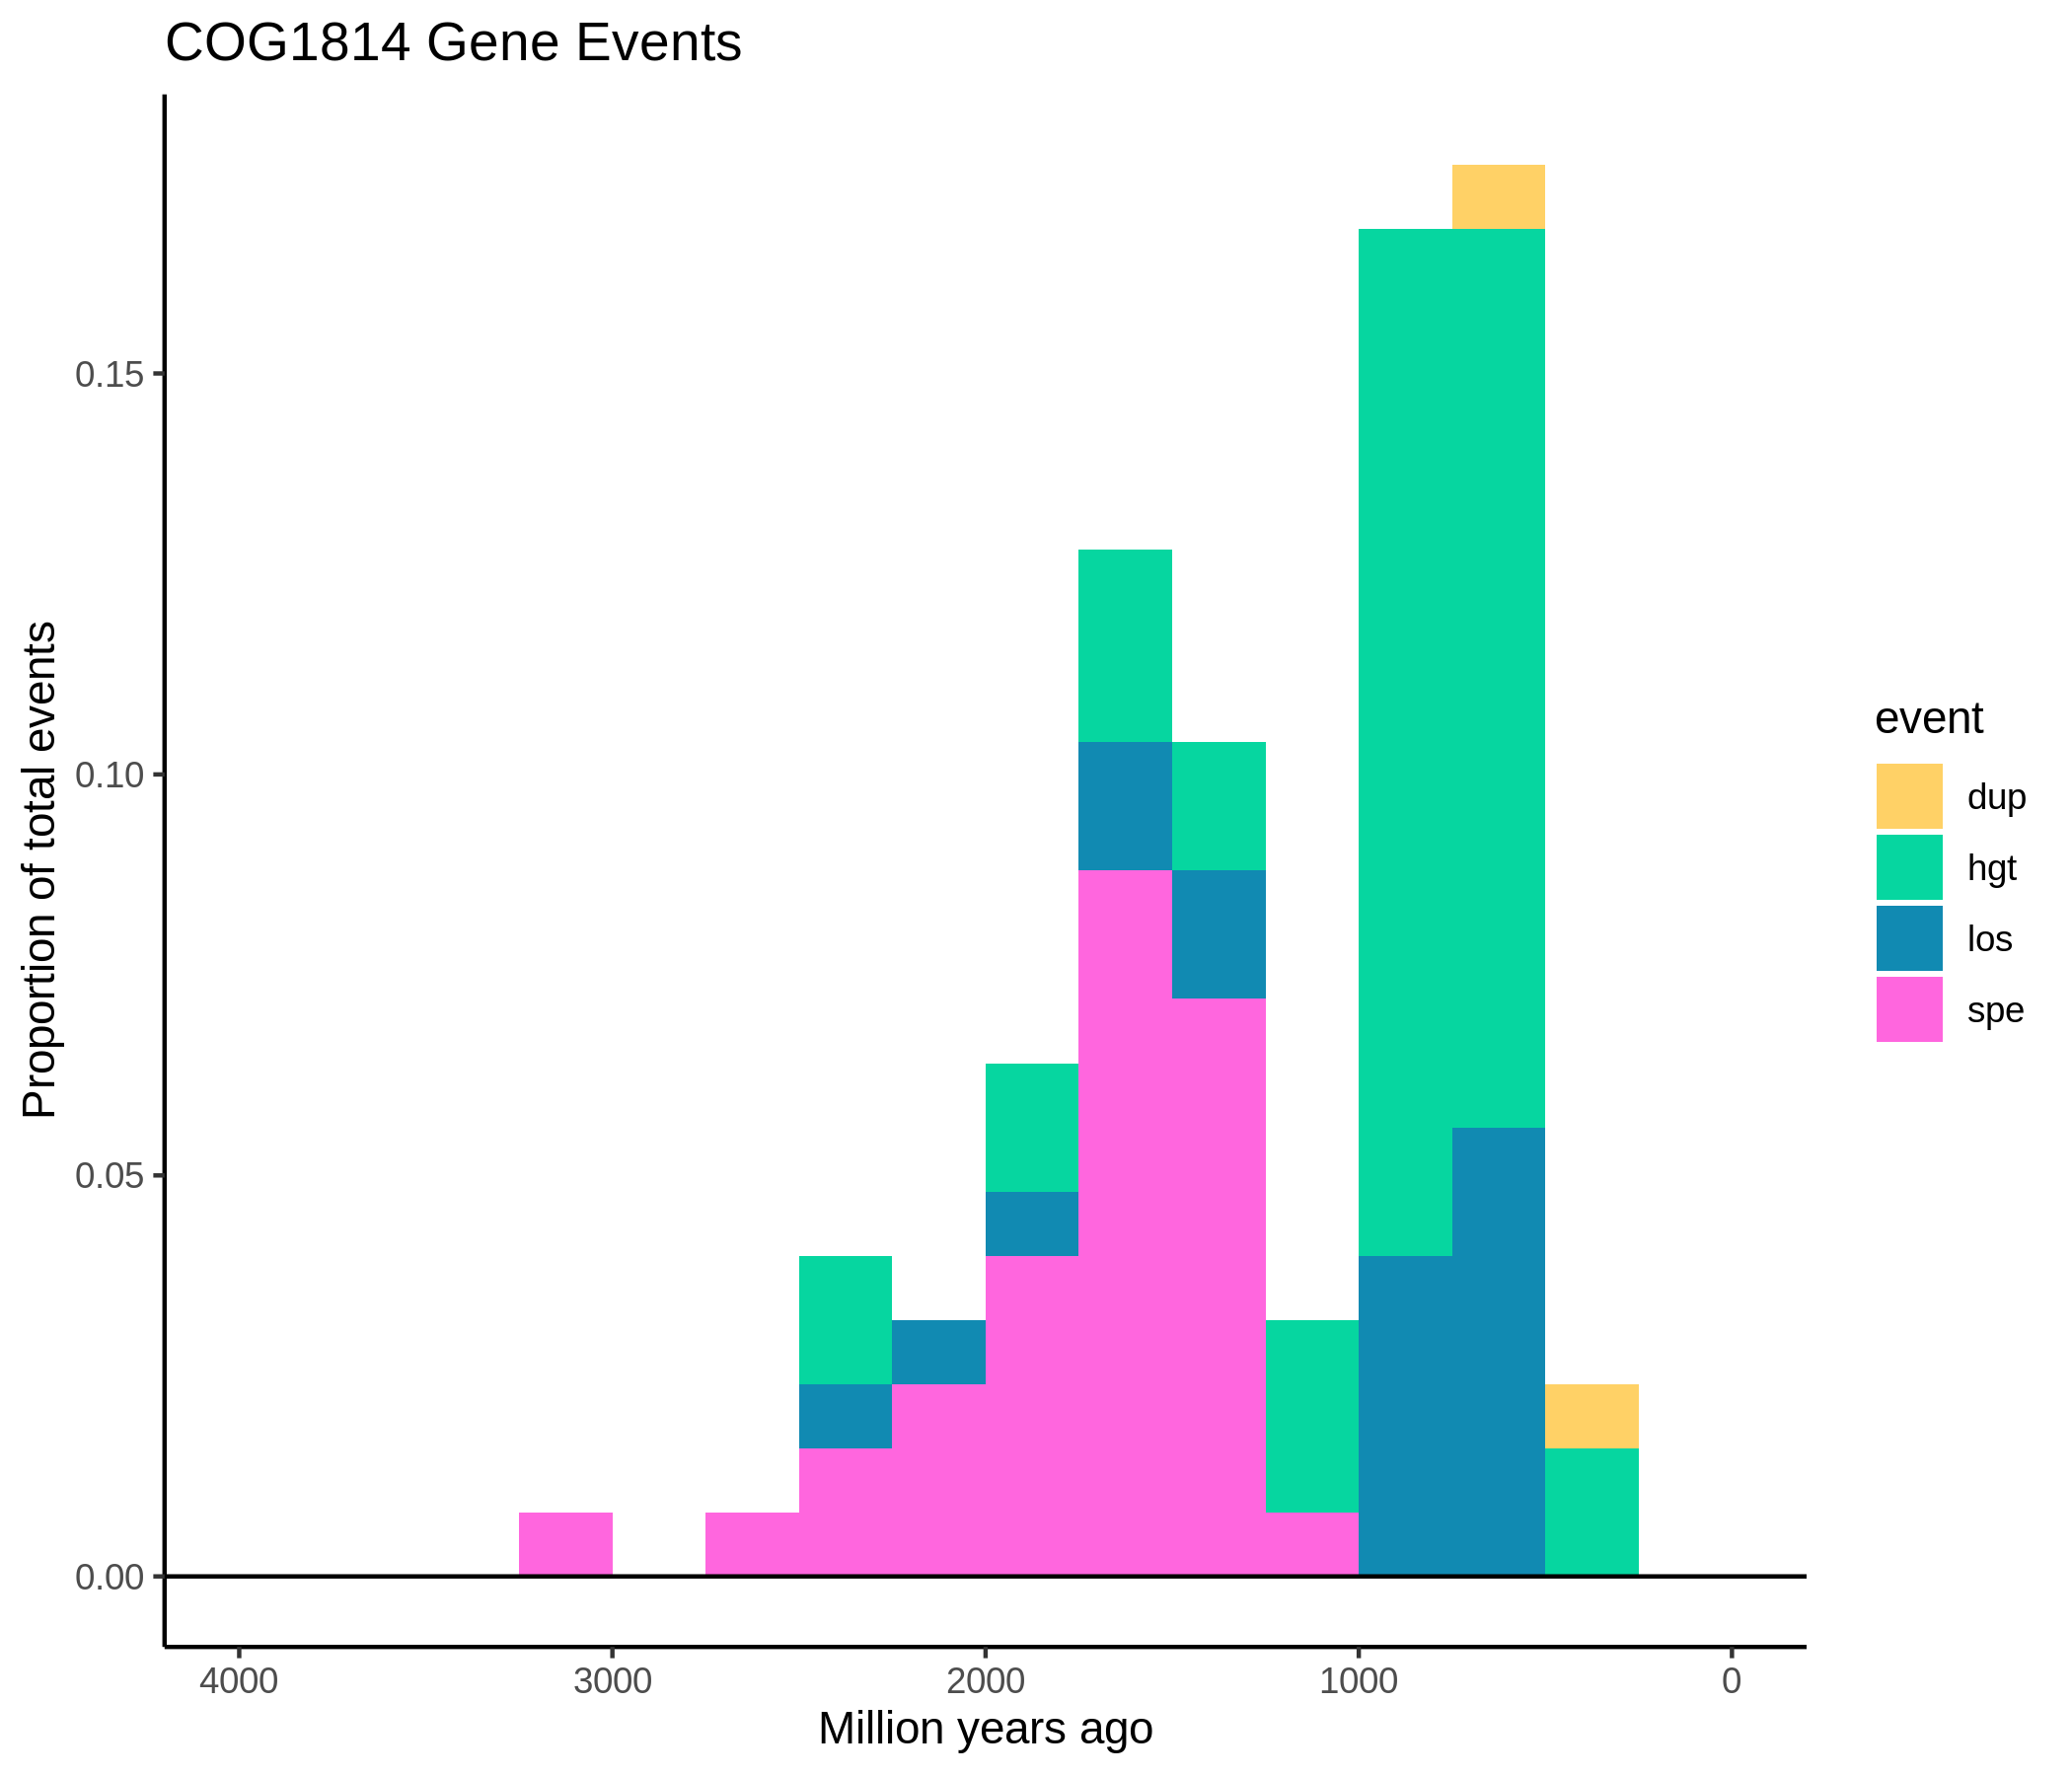 COG1814 Gene Events
Proportion of total events
0.15
0.10
0.05
0.00
4000 3000 2000 1000 0
Million years ago
event
dup
hgt
los
spe